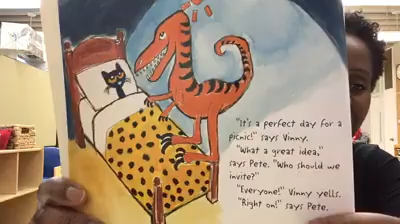 "It's a perfect day for a
picnic!" says Vinny.
"What a great idea,"
says Pete. "Who should we
invite?"
"Everyone!" Vinny yells.
"Right on!" says Pete.